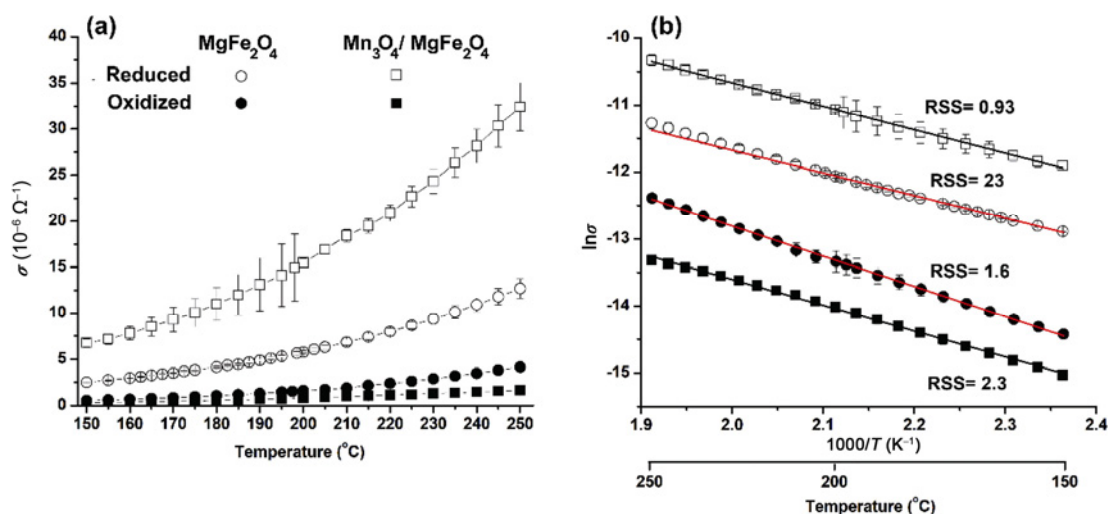 (a)
MgFe2O4 Mn3O4/ MgFe2O4
Reduced
Oxidized
40
35
30
25
20
15
10
5
0
σ (10⁻⁶ Ω⁻¹)
150 160 170 180 190 200 210 220 230 240 250
Temperature (°C)
(b)
-10
-11
-12
-13
-14
-15
lnσ
RSS= 0.93
RSS= 23
RSS= 1.6
RSS= 2.3
1.9 2.0 2.1 2.2 2.3 2.4
1000/T (K⁻¹)
250 200 150
Temperature (°C)